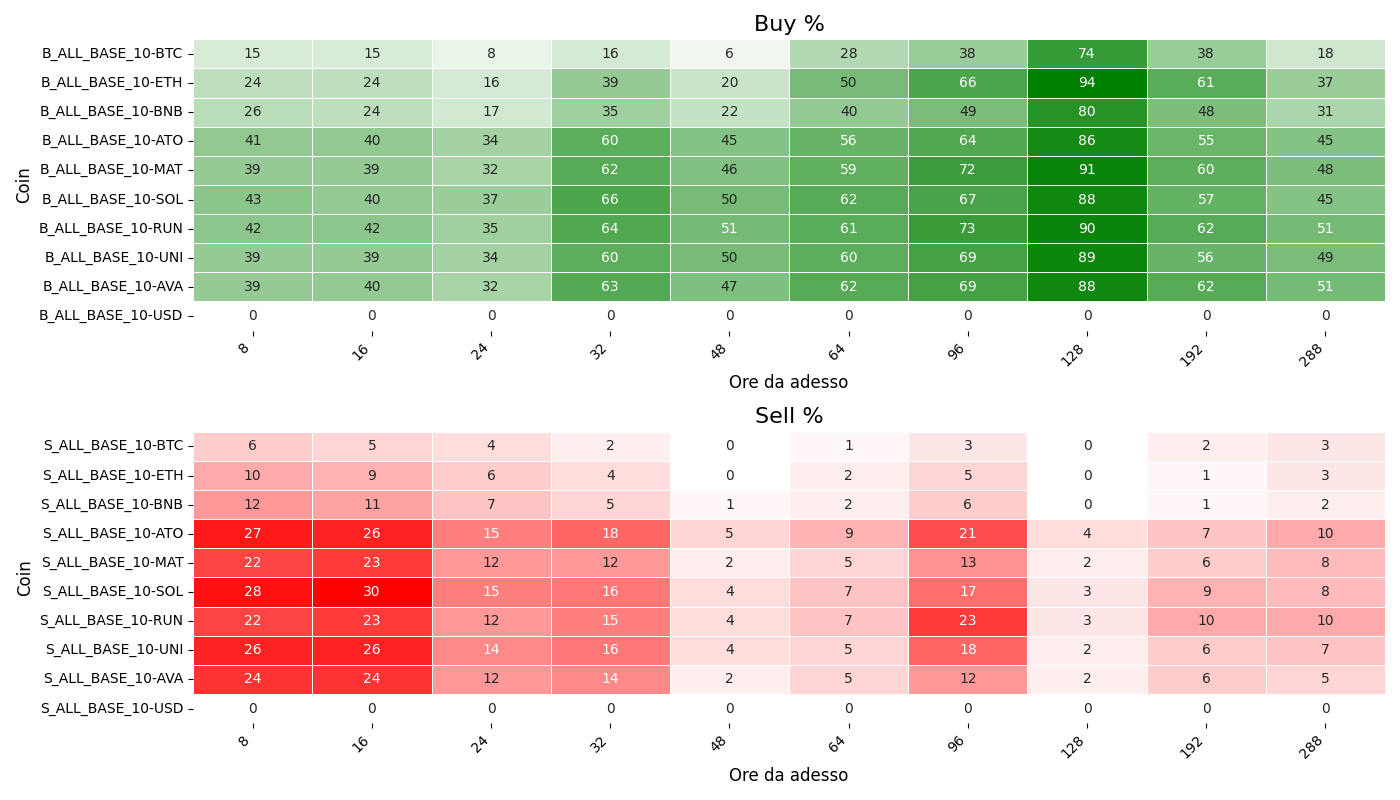 Buy %
Coin
B_ALL_BASE_10-BTC 15 15 8 16 6 28 38 74 38 18
B_ALL_BASE_10-ETH 24 24 16 39 20 50 66 94 61 37
B_ALL_BASE_10-BNB 26 24 17 35 22 40 49 80 48 31
B_ALL_BASE_10-ATO 41 40 34 60 45 56 64 86 55 45
B_ALL_BASE_10-MAT 39 39 32 62 46 59 72 91 60 48
B_ALL_BASE_10-SOL 43 40 37 66 50 62 67 88 57 45
B_ALL_BASE_10-RUN 42 42 35 64 51 61 73 90 62 51
B_ALL_BASE_10-UNI 39 39 34 60 50 60 69 89 56 49
B_ALL_BASE_10-AVA 39 40 32 63 47 62 69 88 62 51
B_ALL_BASE_10-USD 0 0 0 0 0 0 0 0 0 0
8 16 24 32 48 64 96 128 192 288
Ore da adesso
Sell %
Coin
S_ALL_BASE_10-BTC 6 5 4 2 0 1 3 0 2 3
S_ALL_BASE_10-ETH 10 9 6 4 0 2 5 0 1 3
S_ALL_BASE_10-BNB 12 11 7 5 1 2 6 0 1 2
S_ALL_BASE_10-ATO 27 26 15 18 5 9 21 4 7 10
S_ALL_BASE_10-MAT 22 23 12 12 2 5 13 2 6 8
S_ALL_BASE_10-SOL 28 30 15 16 4 7 17 3 9 8
S_ALL_BASE_10-RUN 22 23 12 15 4 7 23 3 10 10
S_ALL_BASE_10-UNI 26 26 14 16 4 5 18 2 6 7
S_ALL_BASE_10-AVA 24 24 12 14 2 5 12 2 6 5
S_ALL_BASE_10-USD 0 0 0 0 0 0 0 0 0 0
8 16 24 32 48 64 96 128 192 288
Ore da adesso